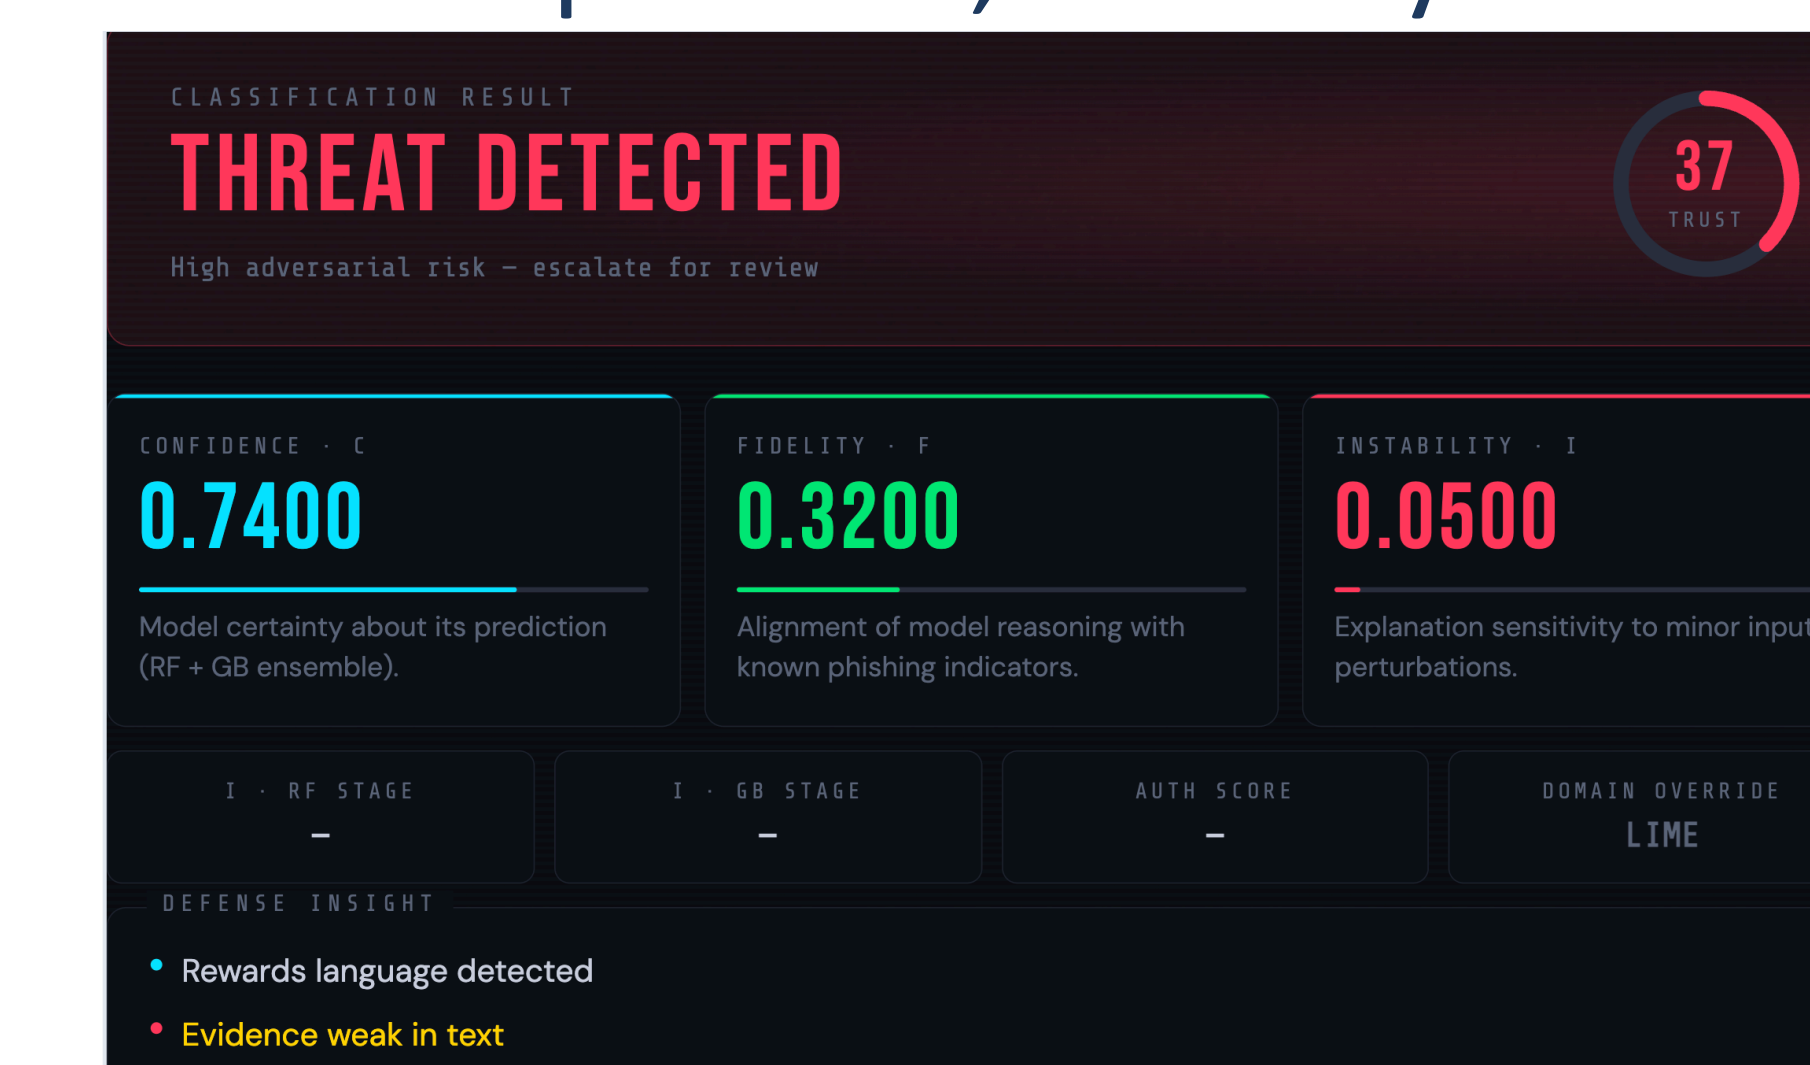 CLASSIFICATION RESULT
THREAT DETECTED
High adversarial risk — escalate for review
37
TRUST
CONFIDENCE · C
0.7400
Model certainty about its prediction
(RF + GB ensemble).
FIDELITY · F
0.3200
Alignment of model reasoning with
known phishing indicators.
INSTABILITY · I
0.0500
Explanation sensitivity to minor input
perturbations.
I · RF STAGE
—
I · GB STAGE
—
AUTH SCORE
—
DOMAIN OVERRIDE
LIME
DEFENSE INSIGHT
• Rewards language detected
• Evidence weak in text